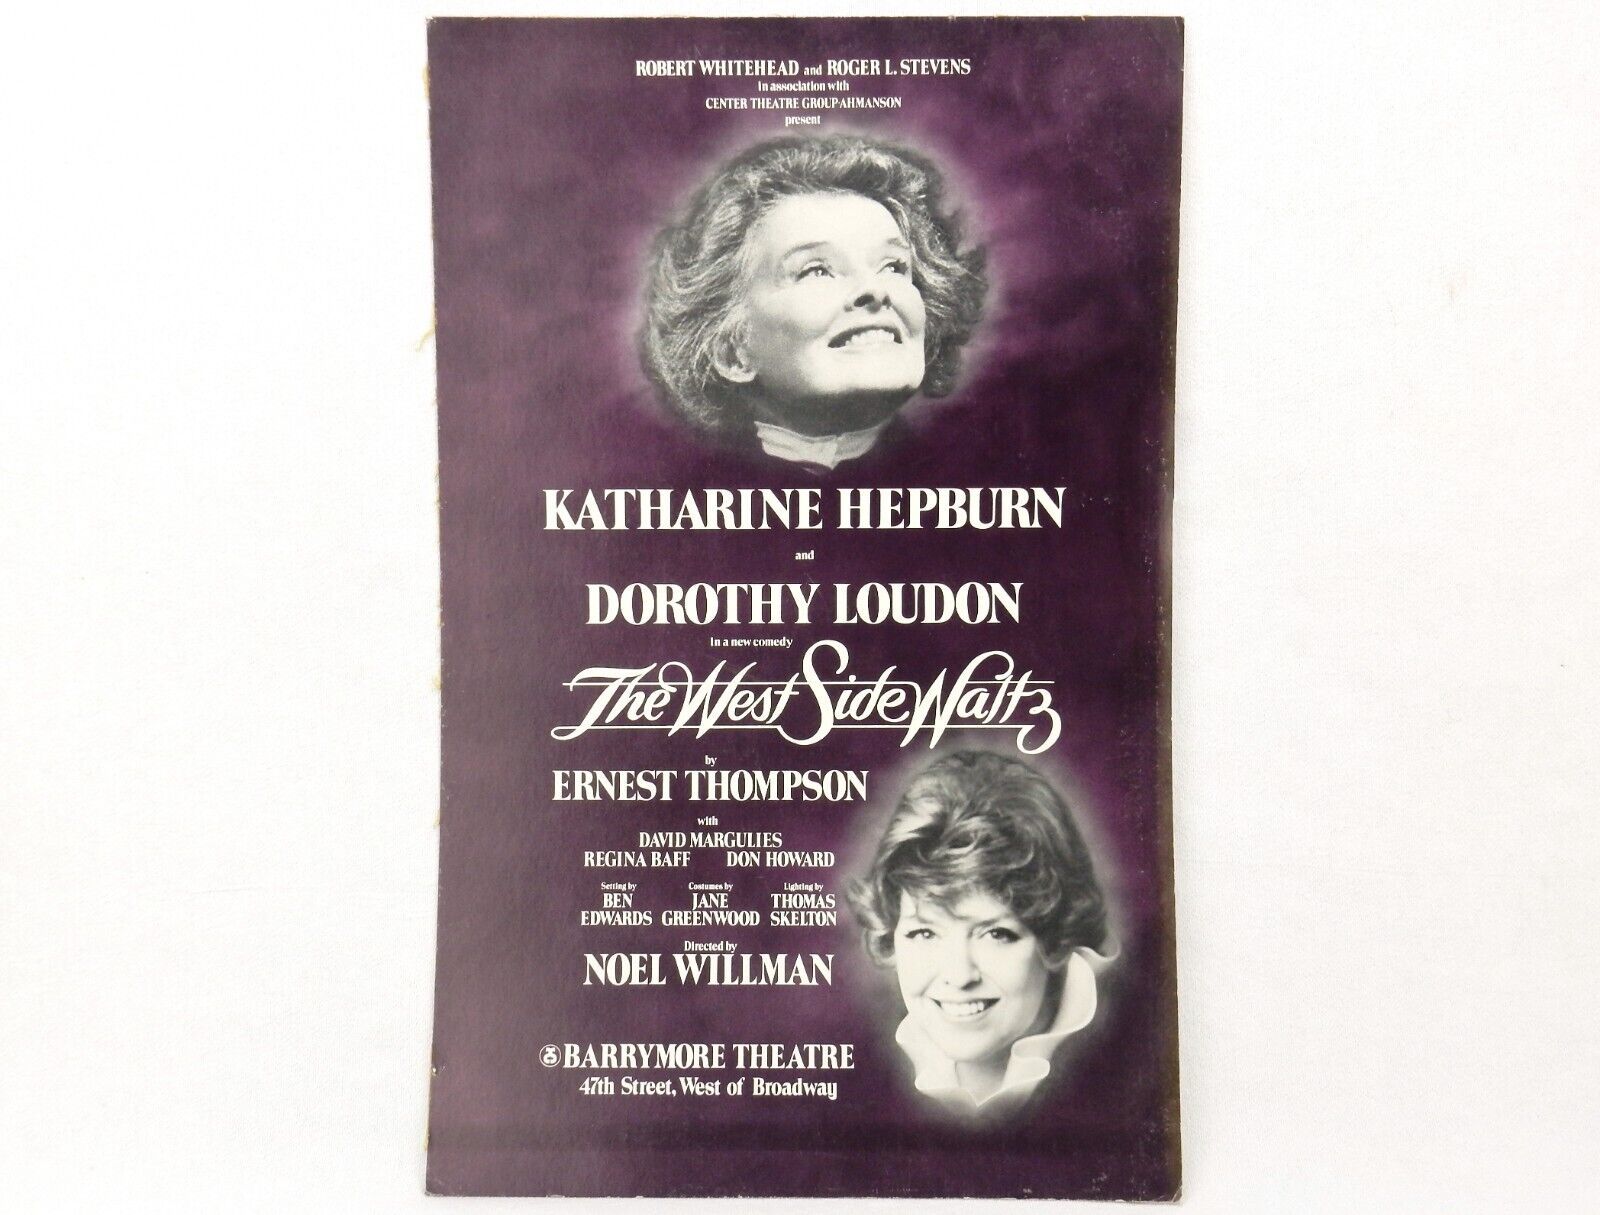 ROBERT WHITEHEAD and ROGER L. STEVENS
in association with
CENTER THEATRE GROUP-AHMANSON
present
KATHARINE HEPBURN
and
DOROTHY LOUDON
in a new comedy
The West Side Waltz
by
ERNEST THOMPSON
with
DAVID MARGULIES
REGINA BAFF DON HOWARD
Setting by Costumes by Lighting by
BEN JANE THOMAS
EDWARDS GREENWOOD SKELTON
Directed by
NOEL WILLMAN
BARRYMORE THEATRE
47th Street, West of Broadway